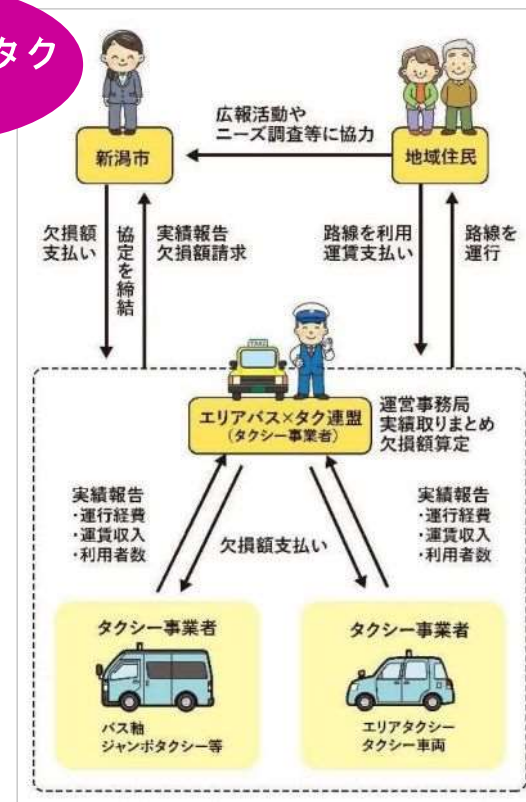 タク
広報活動や
ニーズ調査等に協力
新潟市
地域住民
欠損額
支払い
協定を締結
実績報告
欠損額請求
路線を利用
運賃支払い
路線を
運行
TAXI
エリアバス×タク連盟
(タクシー事業者)
運営事務局
実績取りまとめ
欠損額算定
実績報告
・運行経費
・運賃収入
・利用者数
欠損額支払い
実績報告
・運行経費
・運賃収入
・利用者数
タクシー事業者
バス軸
ジャンボタクシー等
タクシー事業者
エリアタクシー
タクシー車両